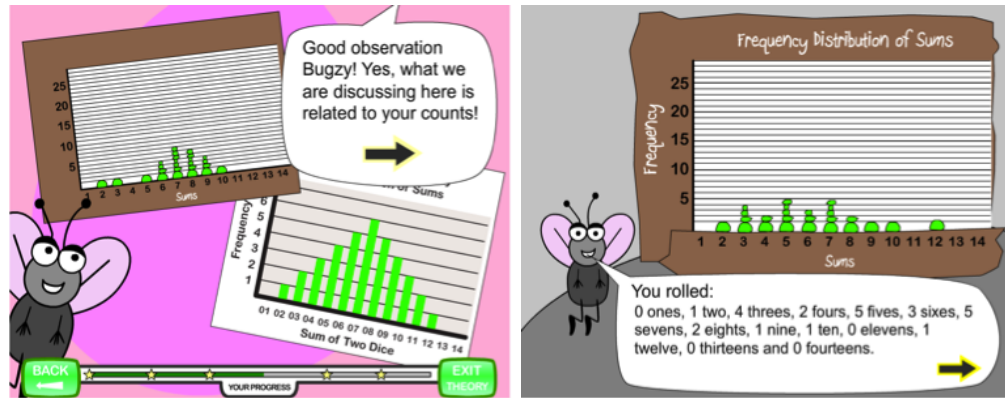 Good observation
Bugzy! Yes, what we
are discussing here is
related to your counts!
25
20
15
10
5
1 2 3 4 5 6 7 8 9 10 11 12 13 14
Sums
of Sums
Frequency
6
5
4
3
2
1
01 02 03 04 05 06 07 08 09 10 11 12 13 14
Sum of Two Dice
BACK
YOUR PROGRESS
EXIT
THEORY
Frequency Distribution of Sums
Frequency
25
20
15
10
5
1 2 3 4 5 6 7 8 9 10 11 12 13 14
Sums
You rolled:
0 ones, 1 two, 4 threes, 2 fours, 5 fives, 3 sixes, 5
sevens, 2 eights, 1 nine, 1 ten, 0 elevens, 1
twelve, 0 thirteens and 0 fourteens.